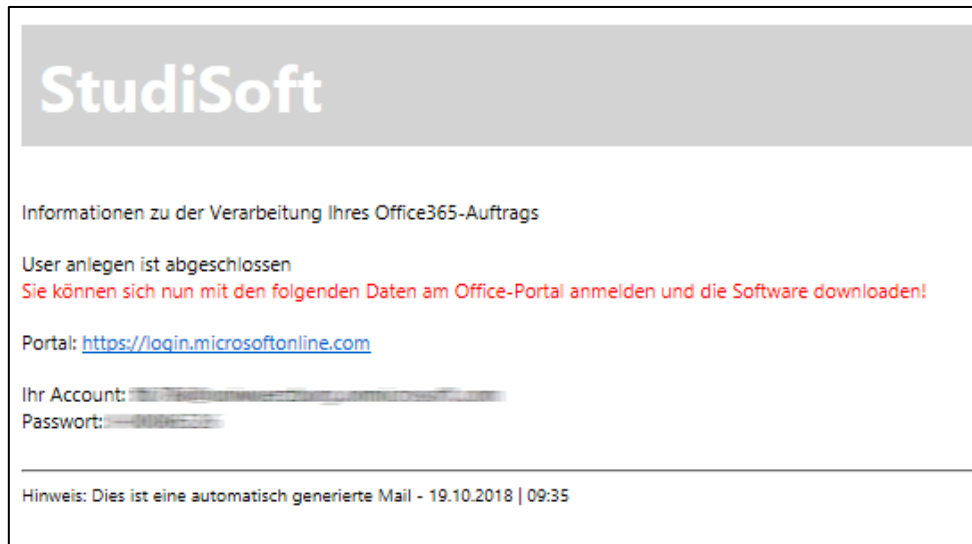 StudiSoft
Informationen zu der Verarbeitung Ihres Office365-Auftrags
User anlegen ist abgeschlossen
Sie können sich nun mit den folgenden Daten am Office-Portal anmelden und die Software downloaden!
Portal: https://login.microsoftonline.com
Ihr Account:
Passwort:
Hinweis: Dies ist eine automatisch generierte Mail - 19.10.2018 | 09:35